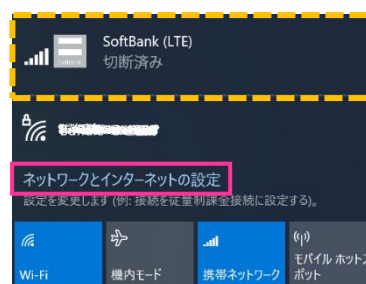 SoftBank (LTE)
切断済み
ネットワークとインターネットの設定
設定を変更します (例: 接続を従量制課金接続に設定する)。
Wi-Fi
機内モード
携帯ネットワーク
モバイル ホットス
ポット